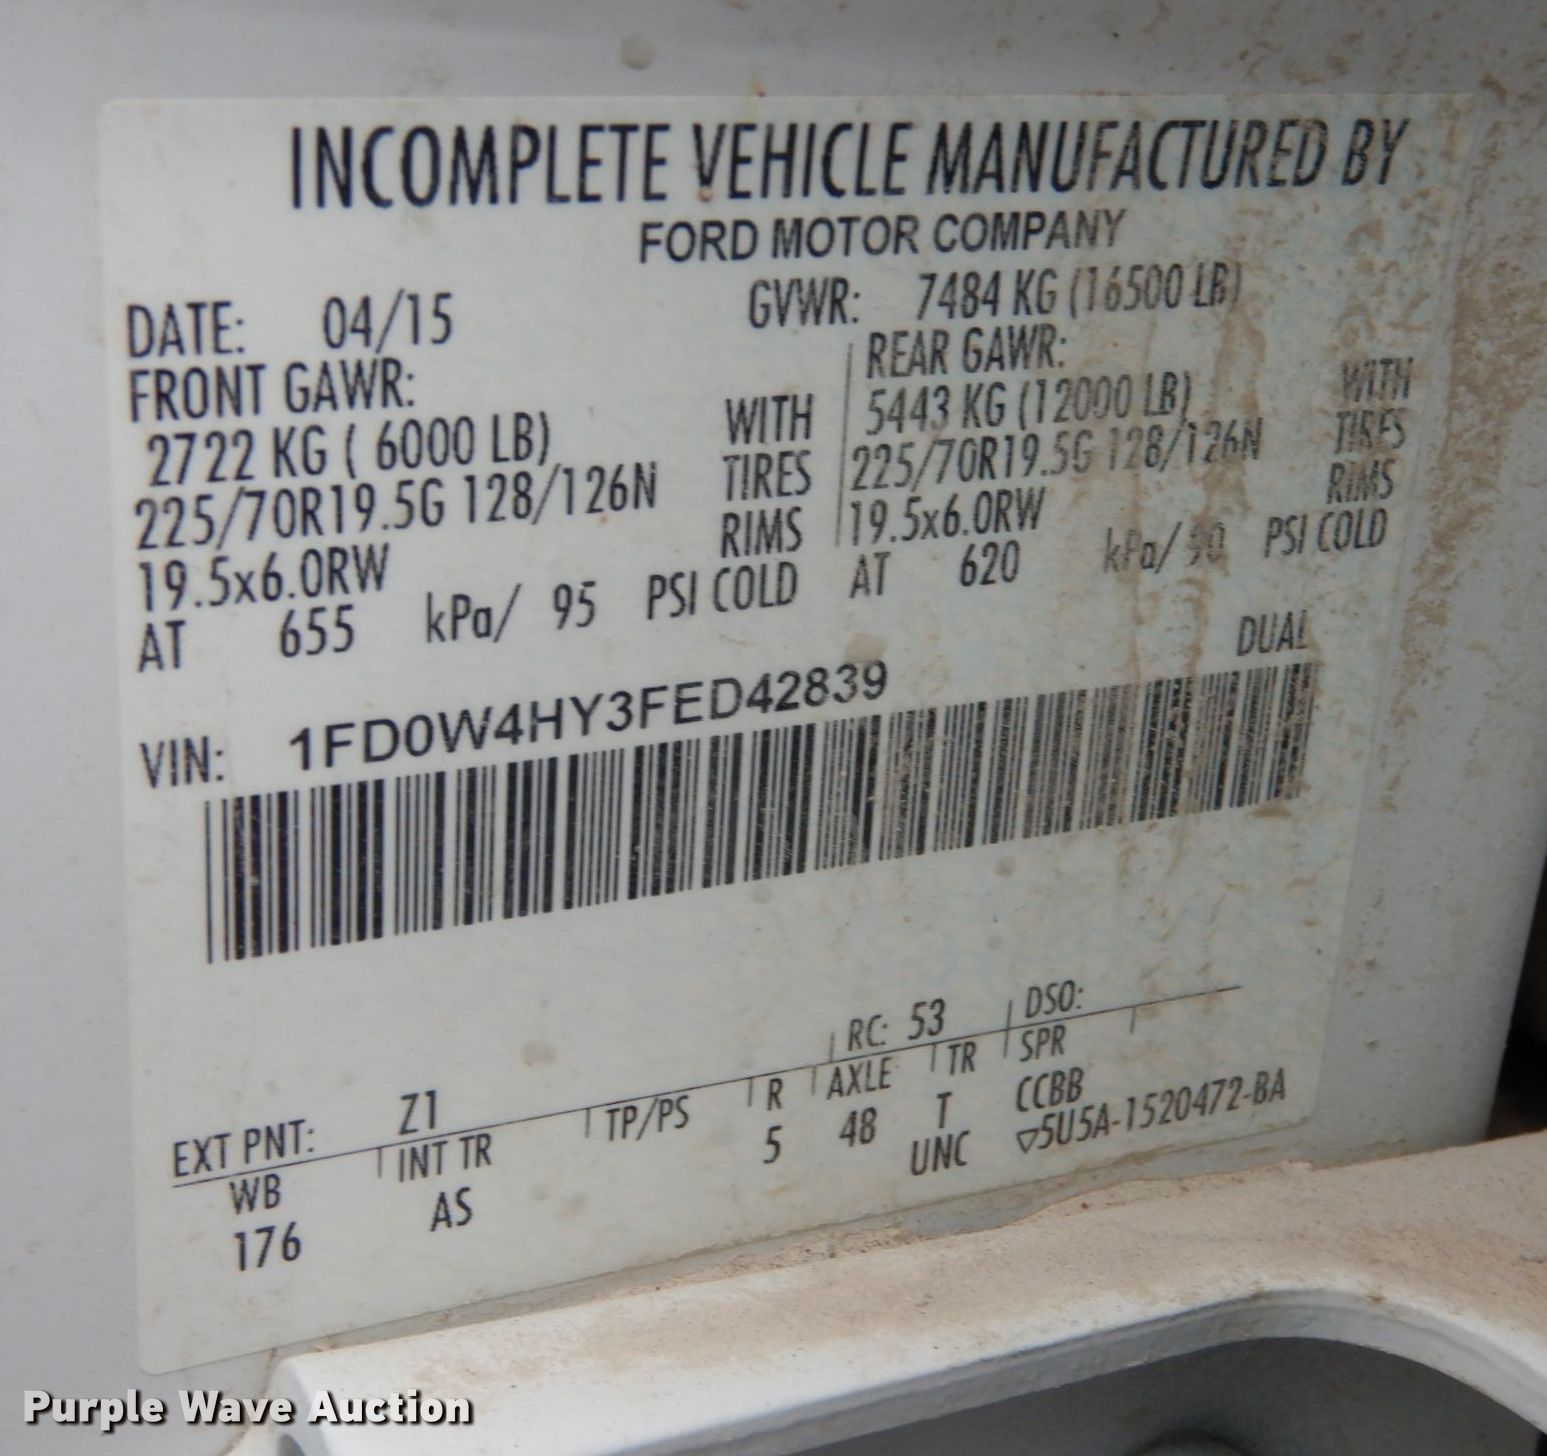 INCOMPLETE VEHICLE MANUFACTURED BY
FORD MOTOR COMPANY
DATE: 04/15 GVWR: 7484 KG (16500 LB)
FRONT GAWR:
2722 KG ( 6000 LB) WITH
225/70R19.5G 128/126N TIRES
19.5x6.0RW RIMS
AT 655 kPa/ 95 PSI COLD
REAR GAWR:
5443 KG (12000 LB) WITH
225/70R19.5G 128/126N TIRES
19.5x6.0RW RIMS
AT 620 kPa/ 90 PSI COLD
DUAL
VIN: 1FD0W4HY3FED42839
EXT PNT: Z1 RC: 53 DSO:
WB INT TR TP/PS R AXLE TR SPR
176 AS 5 48 T CCBB
UNC ▽5U5A-1520472-BA
Purple Wave Auction